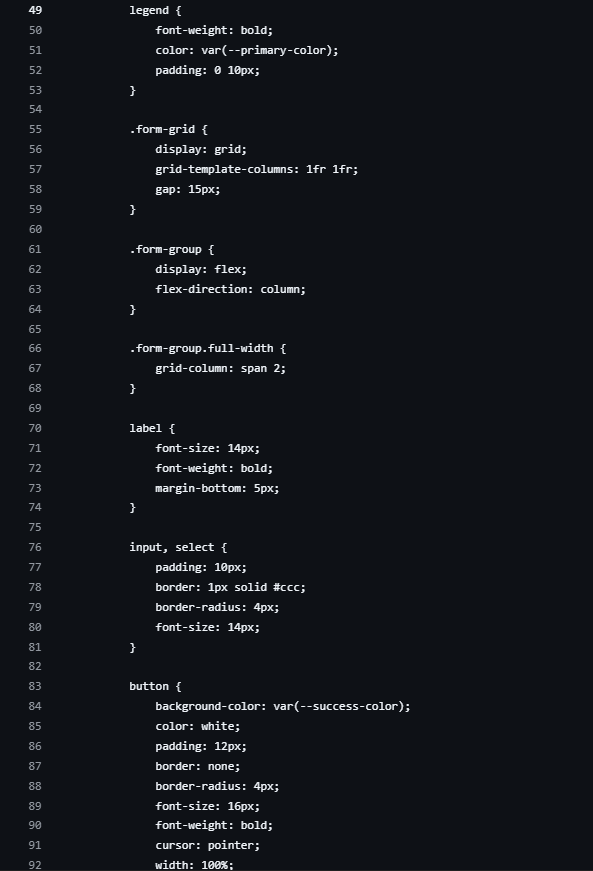 49 legend {
50 font-weight: bold;
51 color: var(--primary-color);
52 padding: 0 10px;
53 }
54
55 .form-grid {
56 display: grid;
57 grid-template-columns: 1fr 1fr;
58 gap: 15px;
59 }
60
61 .form-group {
62 display: flex;
63 flex-direction: column;
64 }
65
66 .form-group.full-width {
67 grid-column: span 2;
68 }
69
70 label {
71 font-size: 14px;
72 font-weight: bold;
73 margin-bottom: 5px;
74 }
75
76 input, select {
77 padding: 10px;
78 border: 1px solid #ccc;
79 border-radius: 4px;
80 font-size: 14px;
81 }
82
83 button {
84 background-color: var(--success-color);
85 color: white;
86 padding: 12px;
87 border: none;
88 border-radius: 4px;
89 font-size: 16px;
90 font-weight: bold;
91 cursor: pointer;
92 width: 100%;